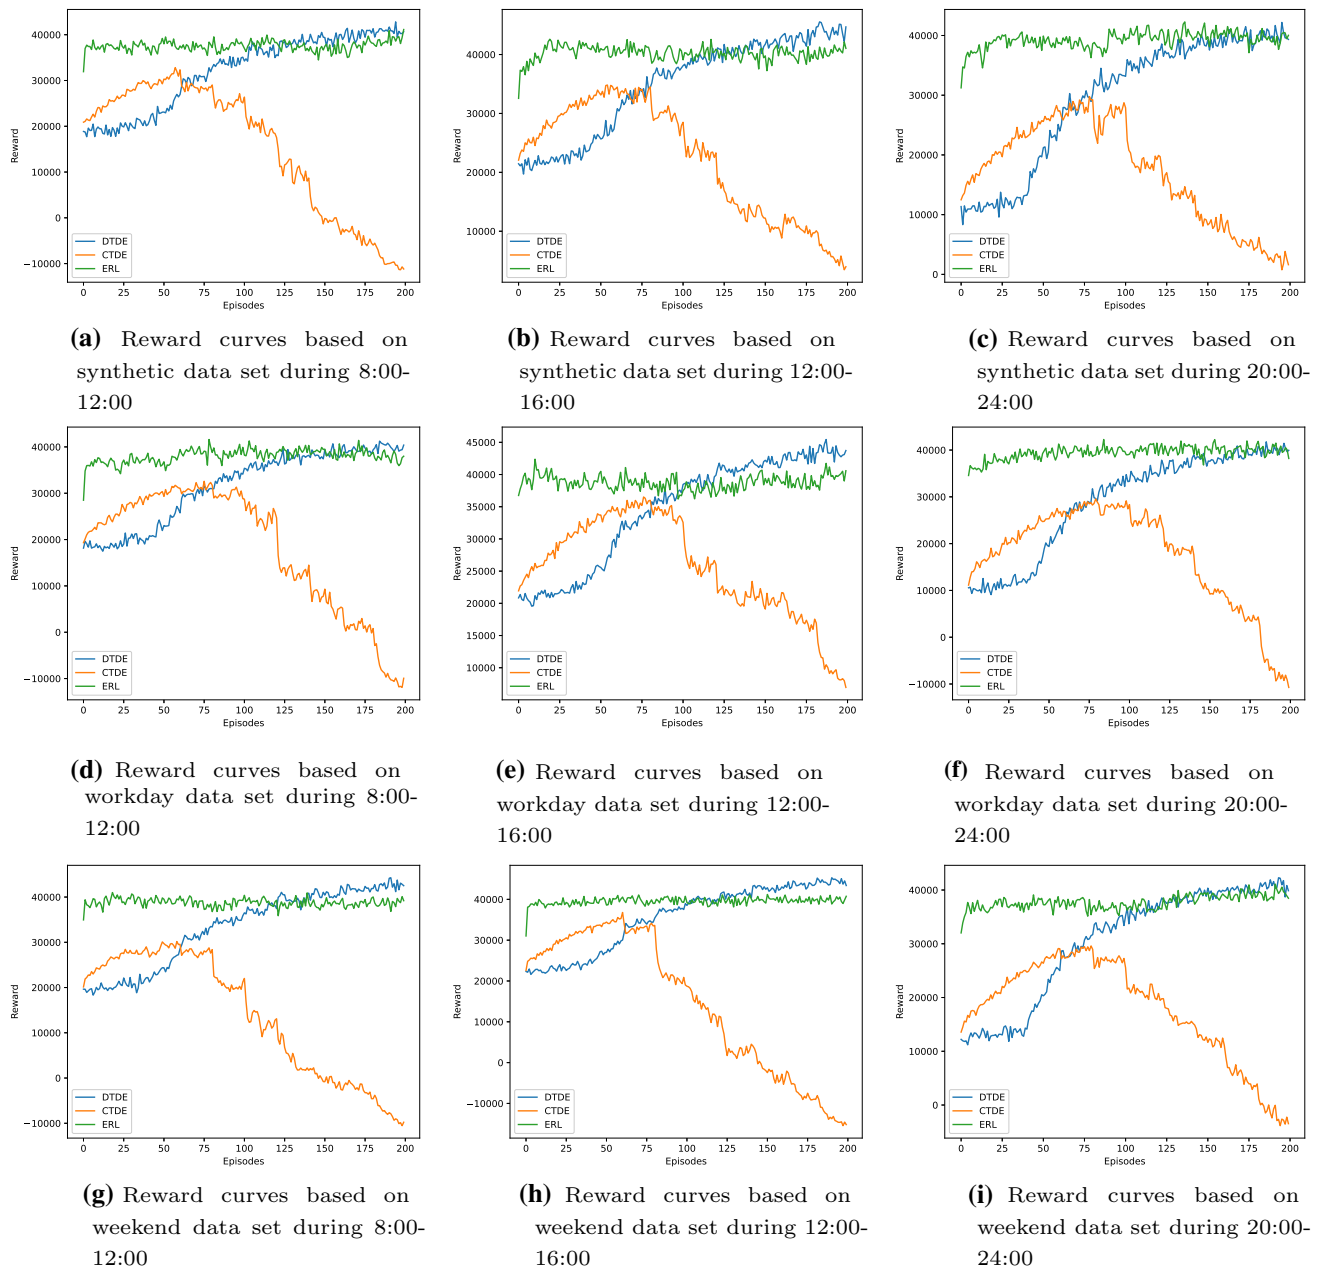 40000
30000
20000
10000
0
−10000
Reward
0 25 50 75 100 125 150 175 200
Episodes
DTDE
CTDE
ERL
(a) Reward curves based on
synthetic data set during 8:00-
12:00
40000
30000
20000
10000
Reward
0 25 50 75 100 125 150 175 200
Episodes
DTDE
CTDE
ERL
(b) Reward curves based on
synthetic data set during 12:00-
16:00
40000
30000
20000
10000
0
Reward
0 25 50 75 100 125 150 175 200
Episodes
DTDE
CTDE
ERL
(c) Reward curves based on
synthetic data set during 20:00-
24:00
40000
30000
20000
10000
0
−10000
Reward
0 25 50 75 100 125 150 175 200
Episodes
DTDE
CTDE
ERL
(d) Reward curves based on
workday data set during 8:00-
12:00
45000
40000
35000
30000
25000
20000
15000
10000
Reward
0 25 50 75 100 125 150 175 200
Episodes
DTDE
CTDE
ERL
(e) Reward curves based on
workday data set during 12:00-
16:00
40000
30000
20000
10000
0
−10000
Reward
0 25 50 75 100 125 150 175 200
Episodes
DTDE
CTDE
ERL
(f) Reward curves based on
workday data set during 20:00-
24:00
40000
30000
20000
10000
0
−10000
Reward
0 25 50 75 100 125 150 175 200
Episodes
DTDE
CTDE
ERL
(g) Reward curves based on
weekend data set during 8:00-
12:00
40000
30000
20000
10000
0
−10000
Reward
0 25 50 75 100 125 150 175 200
Episodes
DTDE
CTDE
ERL
(h) Reward curves based on
weekend data set during 12:00-
16:00
40000
30000
20000
10000
0
Reward
0 25 50 75 100 125 150 175 200
Episodes
DTDE
CTDE
ERL
(i) Reward curves based on
weekend data set during 20:00-
24:00